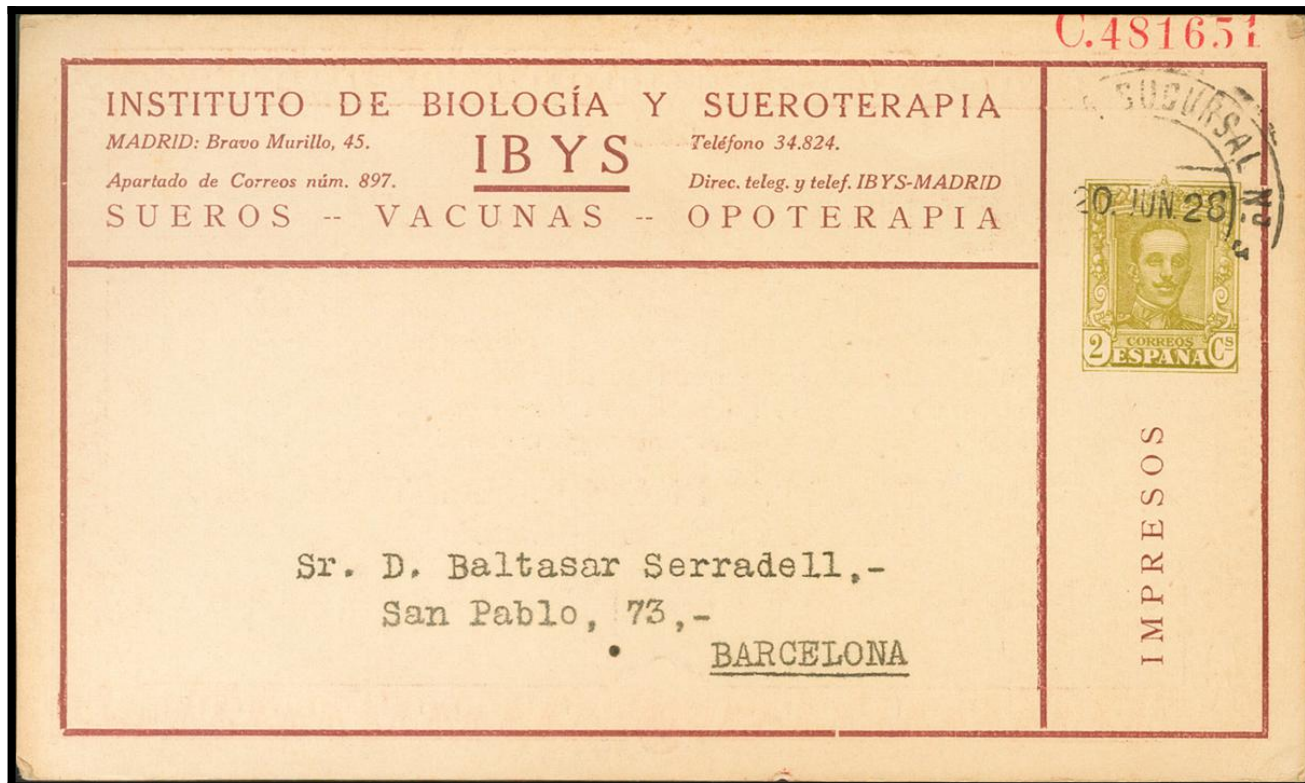 C.481651
INSTITUTO DE BIOLOGÍA Y SUEROTERAPIA
MADRID: Bravo Murillo, 45.
IBYS
Teléfono 34.824.
Apartado de Correos núm. 897.
Direc. teleg. y telef. IBYS-MADRID
SUEROS -- VACUNAS -- OPOTERAPIA
SUCURSAL Nº 3
20. JUN 28
2 CORREOS Cs
ESPAÑA
IMPRESOS
Sr. D. Baltasar Serradell,-
San Pablo, 73,-
BARCELONA